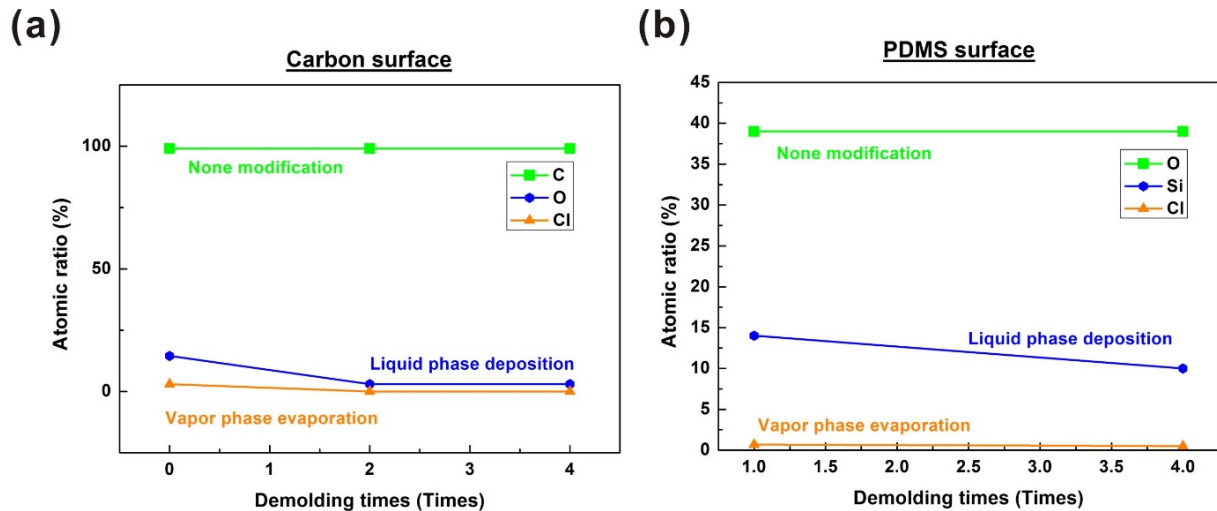 (a)
Carbon surface
100
50
0
None modification
C
O
Cl
Liquid phase deposition
Vapor phase evaporation
Atomic ratio (%)
0 1 2 3 4
Demolding times (Times)
(b)
PDMS surface
45
40
35
30
25
20
15
10
5
0
None modification
O
Si
Cl
Liquid phase deposition
Vapor phase evaporation
Atomic ratio (%)
1.0 1.5 2.0 2.5 3.0 3.5 4.0
Demolding times (Times)